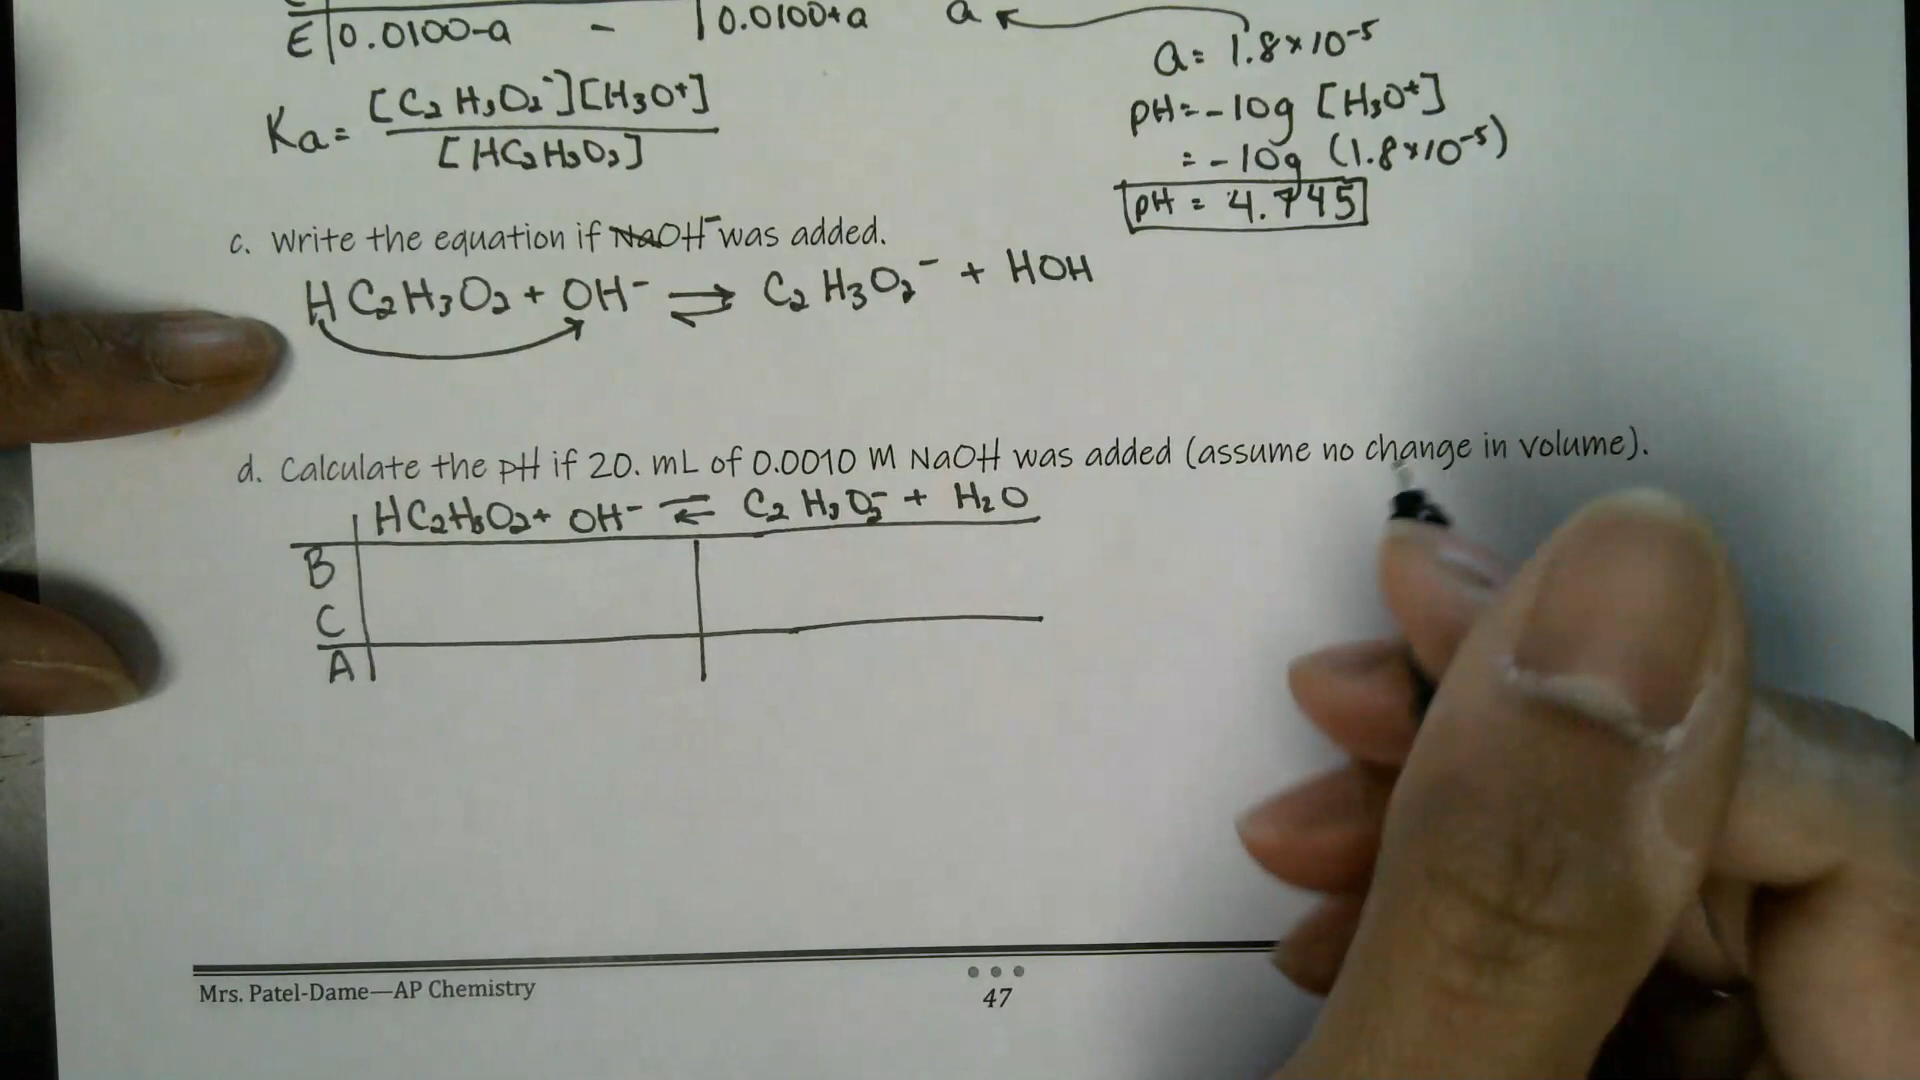 E 0.0100-a - 0.0100+a a
a = 1.8×10⁻⁵
Ka = [C₂H₃O₂⁻][H₃O⁺]
[HC₂H₃O₂]
pH = -log [H₃O⁺]
= -log (1.8×10⁻⁵)
pH = 4.745
c. Write the equation if NaOH⁻ was added.
HC₂H₃O₂ + OH⁻ ⇌ C₂H₃O₂⁻ + HOH
d. Calculate the pH if 20. mL of 0.0010 M NaOH was added (assume no change in volume).
HC₂H₃O₂ + OH⁻ ⇌ C₂H₃O₂⁻ + H₂O
B
C
A
Mrs. Patel-Dame—AP Chemistry
47